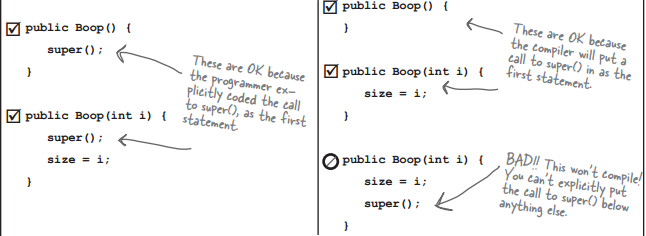 public Boop() {
super();
}
These are OK because
the programmer ex-
plicitly coded the call
to super(), as the first
statement.
public Boop(int i) {
super();
size = i;
}
public Boop() {
}
These are OK because
the compiler will put a
call to super() in as the
first statement.
public Boop(int i) {
size = i;
}
public Boop(int i) {
size = i;
super();
}
BAD!! This won't compile!
You can't explicitly put
the call to super() below
anything else.